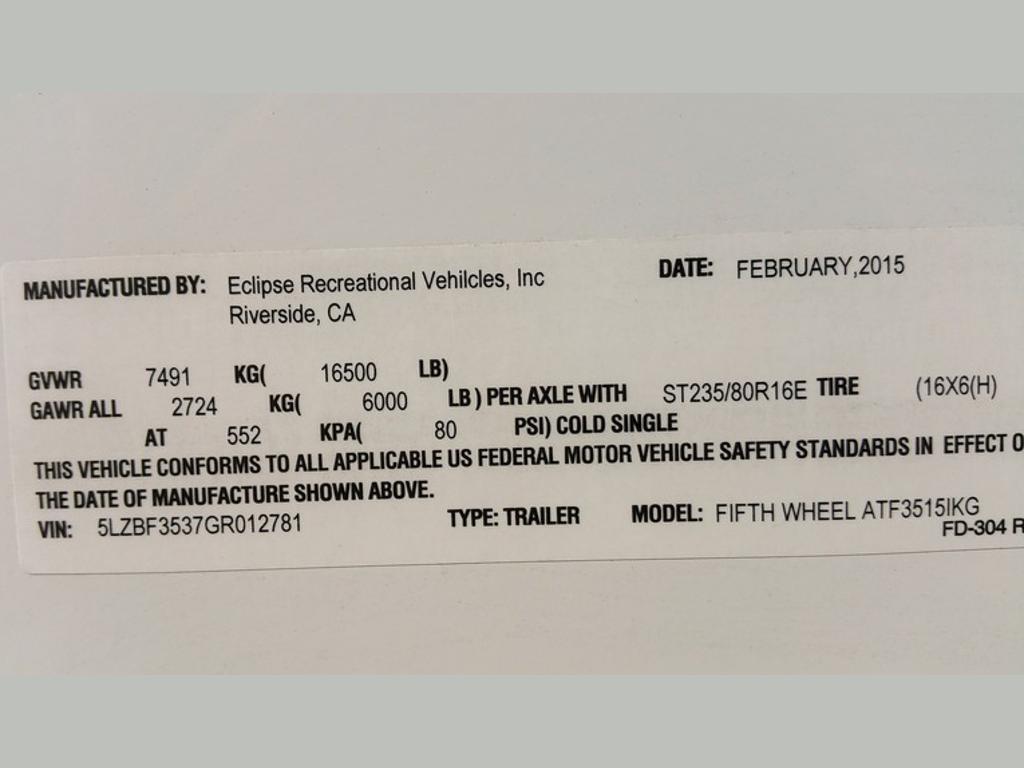 MANUFACTURED BY: Eclipse Recreational Vehilcles, Inc DATE: FEBRUARY,2015
Riverside, CA
GVWR 7491 KG( 16500 LB)
GAWR ALL 2724 KG( 6000 LB) PER AXLE WITH ST235/80R16E TIRE (16X6(H)
AT 552 KPA( 80 PSI) COLD SINGLE
THIS VEHICLE CONFORMS TO ALL APPLICABLE US FEDERAL MOTOR VEHICLE SAFETY STANDARDS IN EFFECT O
THE DATE OF MANUFACTURE SHOWN ABOVE.
VIN: 5LZBF3537GR012781 TYPE: TRAILER MODEL: FIFTH WHEEL ATF3515IKG
FD-304 R